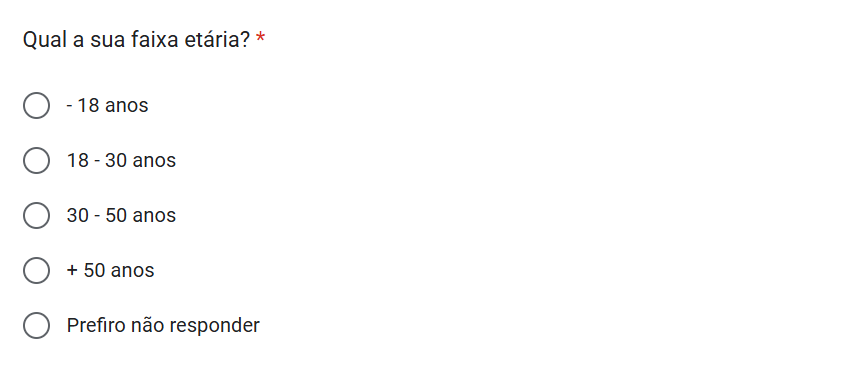 Qual a sua faixa etária? *
- 18 anos
18 - 30 anos
30 - 50 anos
+ 50 anos
Prefiro não responder